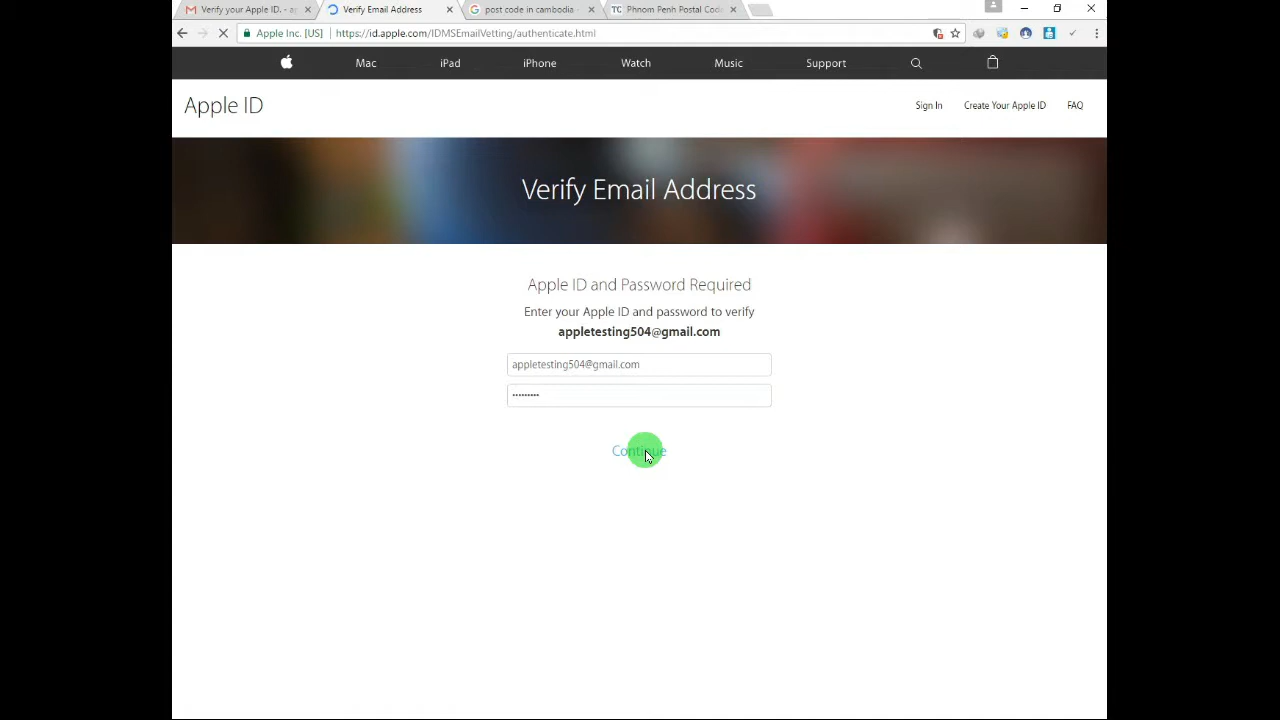 Verify your Apple ID. - ap
Verify Email Address
post code in cambodia -
TC Phnom Penh Postal Code
Apple Inc. [US] | https://id.apple.com/IDMSEmailVetting/authenticate.html
Mac iPad iPhone Watch Music Support
Apple ID
Sign In Create Your Apple ID FAQ
Verify Email Address
Apple ID and Password Required
Enter your Apple ID and password to verify
appletesting504@gmail.com
appletesting504@gmail.com
Continue